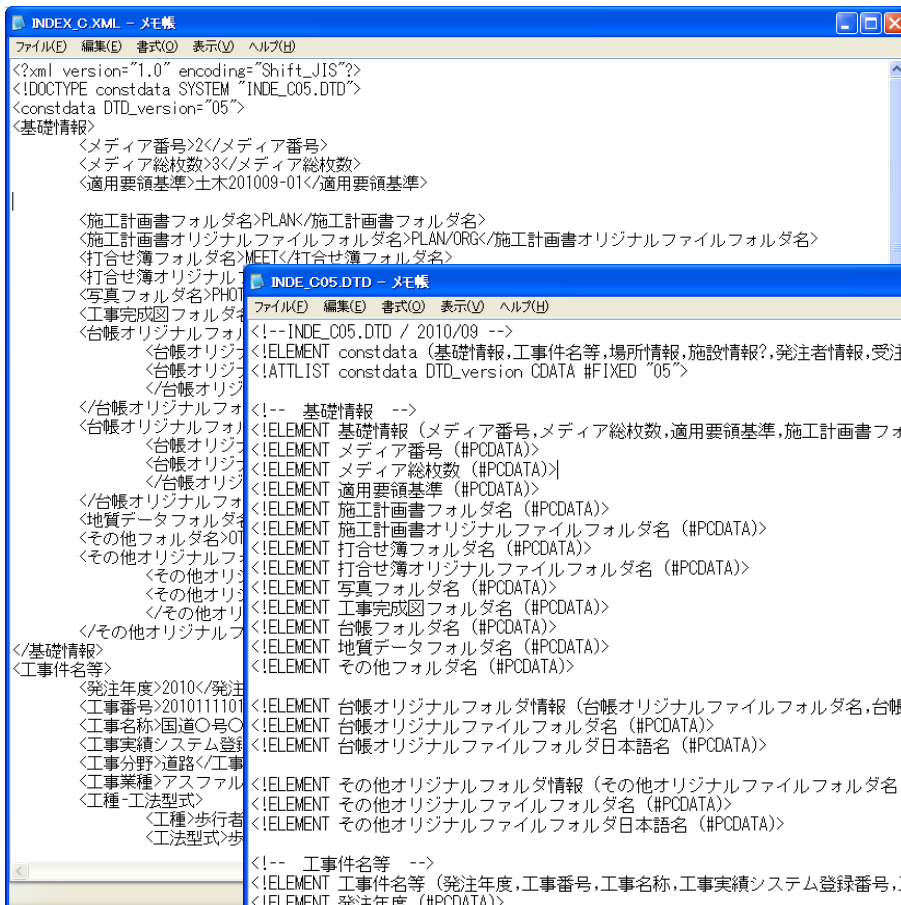 INDEX_C.XML - メモ帳
ファイル(F) 編集(E) 書式(O) 表示(V) ヘルプ(H)
<?xml version="1.0" encoding="Shift_JIS"?>
<!DOCTYPE constdata SYSTEM "INDE_C05.DTD">
<constdata DTD_version="05">
<基礎情報>
<メディア番号>2</メディア番号>
<メディア総枚数>3</メディア総枚数>
<適用要領基準>土木201009-01</適用要領基準>
<施工計画書フォルダ名>PLAN</施工計画書フォルダ名>
<施工計画書オリジナルファイルフォルダ名>PLAN/ORG</施工計画書オリジナルファイルフォルダ名>
<打合せ簿フォルダ名>MEET</打合せ簿フォルダ名>
<打合せ簿オリジナル
<写真フォルダ名>PHOT
<工事完成図フォルダ名
<台帳オリジナルフォル
<台帳オリジナ
<台帳オリジナ
</台帳オリジ
</台帳オリジナルフォ
<台帳オリジナルフォル
<台帳オリジナ
<台帳オリジナ
</台帳オリジ
</台帳オリジナルフォ
<地質データフォルダ名
<その他フォルダ名>OT
<その他オリジナルフォ
<その他オリジ
<その他オリジ
</その他オリ
</その他オリジナルフ
</基礎情報>
<工事件名等>
<発注年度>2010</発注
<工事番号>2010111101
<工事名称>国道〇号〇
<工事実績システム登録
<工事分野>道路</工事
<工事業種>アスファル
<工種-工法型式>
<工種>歩行者
<工法型式>歩
INDE_C05.DTD - メモ帳
ファイル(F) 編集(E) 書式(O) 表示(V) ヘルプ(H)
<!--INDE_C05.DTD / 2010/09 -->
<!ELEMENT constdata (基礎情報,工事件名等,場所情報,施設情報?,発注者情報,受注
<!ATTLIST constdata DTD_version CDATA #FIXED "05">
<!-- 基礎情報 -->
<!ELEMENT 基礎情報 (メディア番号,メディア総枚数,適用要領基準,施工計画書フォ
<!ELEMENT メディア番号 (#PCDATA)>
<!ELEMENT メディア総枚数 (#PCDATA)>
<!ELEMENT 適用要領基準 (#PCDATA)>
<!ELEMENT 施工計画書フォルダ名 (#PCDATA)>
<!ELEMENT 施工計画書オリジナルファイルフォルダ名 (#PCDATA)>
<!ELEMENT 打合せ簿フォルダ名 (#PCDATA)>
<!ELEMENT 打合せ簿オリジナルファイルフォルダ名 (#PCDATA)>
<!ELEMENT 写真フォルダ名 (#PCDATA)>
<!ELEMENT 工事完成図フォルダ名 (#PCDATA)>
<!ELEMENT 台帳フォルダ名 (#PCDATA)>
<!ELEMENT 地質データフォルダ名 (#PCDATA)>
<!ELEMENT その他フォルダ名 (#PCDATA)>
<!ELEMENT 台帳オリジナルフォルダ情報 (台帳オリジナルファイルフォルダ名,台帳
<!ELEMENT 台帳オリジナルファイルフォルダ名 (#PCDATA)>
<!ELEMENT 台帳オリジナルファイルフォルダ日本語名 (#PCDATA)>
<!ELEMENT その他オリジナルフォルダ情報 (その他オリジナルファイルフォルダ名
<!ELEMENT その他オリジナルファイルフォルダ名 (#PCDATA)>
<!ELEMENT その他オリジナルファイルフォルダ日本語名 (#PCDATA)>
<!-- 工事件名等 -->
<!ELEMENT 工事件名等 (発注年度,工事番号,工事名称,工事実績システム登録番号,
<!ELEMENT 発注年度 (#PCDATA)>